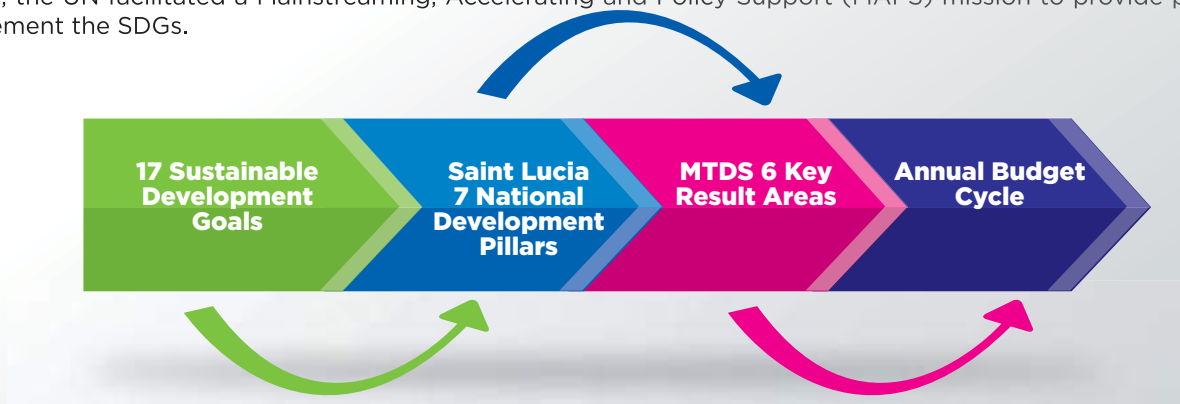 , the UN facilitated a Mainstreaming, Accelerating and Policy Support (MAPS) mission to provide p
ement the SDGs.
17 Sustainable
Development
Goals
Saint Lucia
7 National
Development
Pillars
MTDS 6 Key
Result Areas
Annual Budget
Cycle